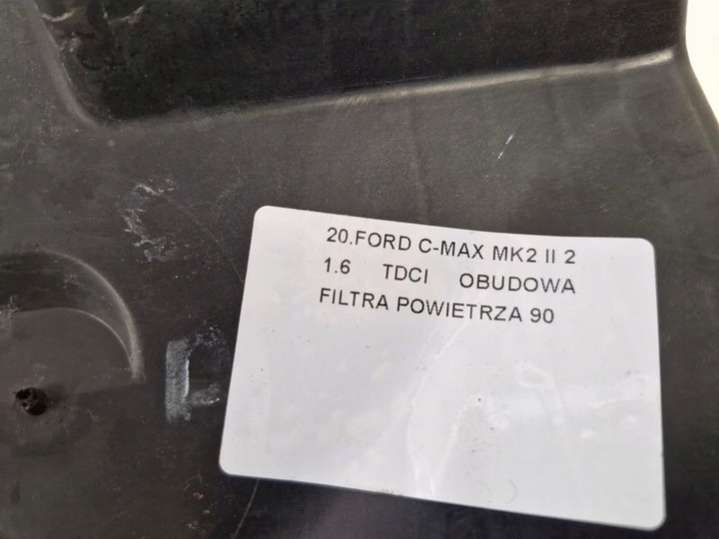 20.FORD C-MAX MK2 II 2
1.6 TDCI OBUDOWA
FILTRA POWIETRZA 90